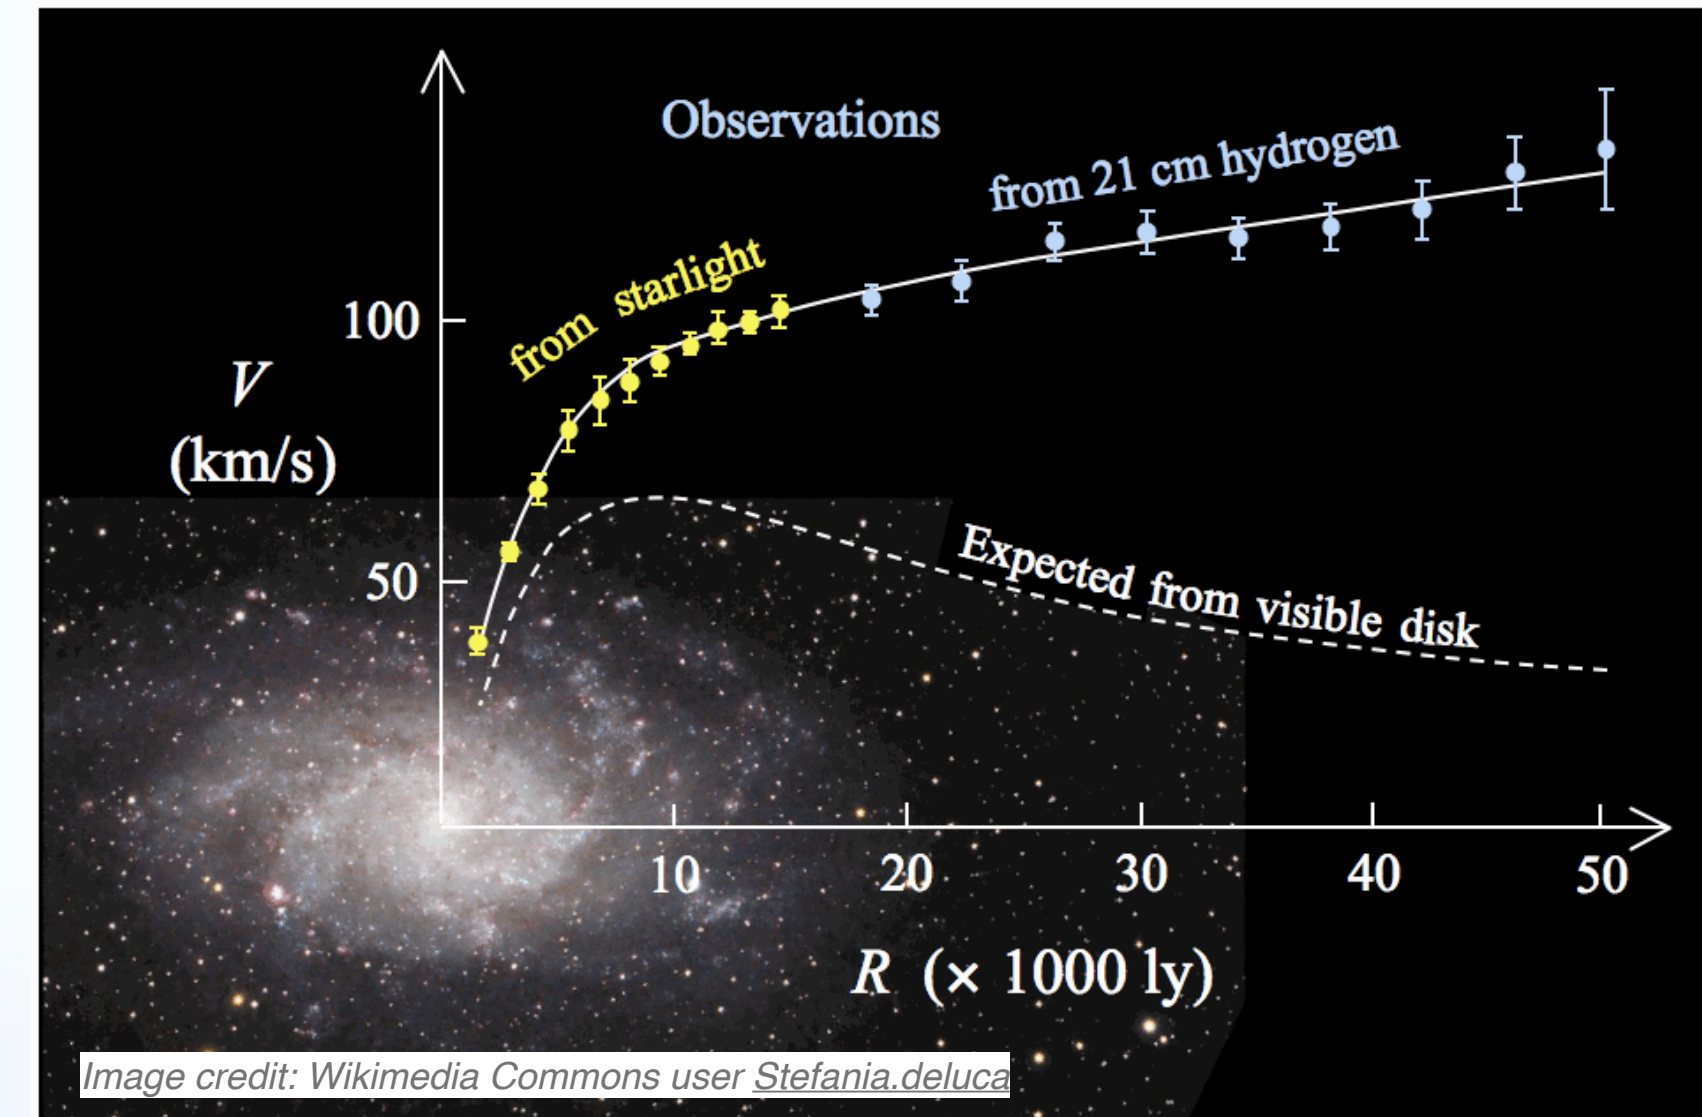 Observations
from 21 cm hydrogen
from starlight
100
V
(km/s)
50
Expected from visible disk
10 20 30 40 50
R (× 1000 ly)
Image credit: Wikimedia Commons user Stefania.deluca